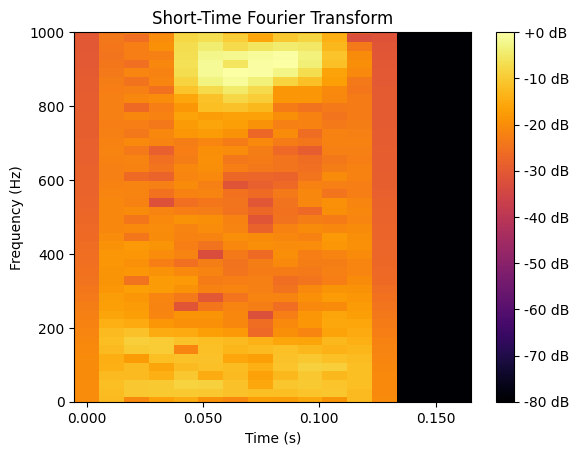 Short-Time Fourier Transform
1000
800
600
400
200
0
Frequency (Hz)
0.000
0.050
0.100
0.150
Time (s)
+0 dB
-10 dB
-20 dB
-30 dB
-40 dB
-50 dB
-60 dB
-70 dB
-80 dB